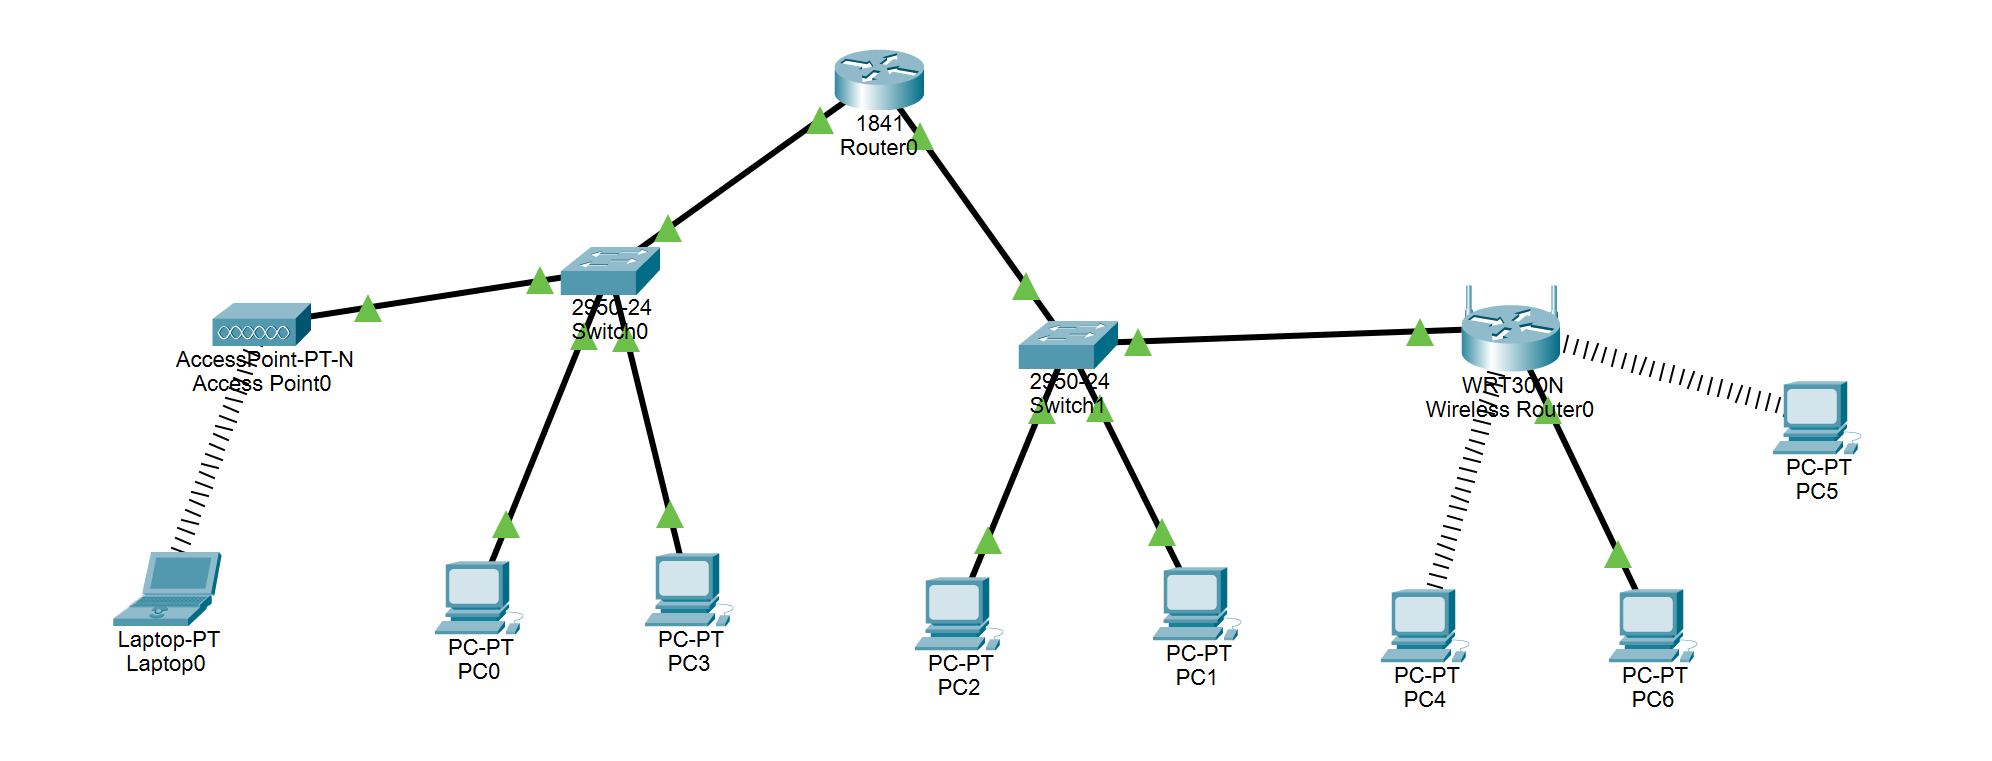 1841
Router0
2950-24
Switch0
AccessPoint-PT-N
Access Point0
2950-24
Switch1
WRT300N
Wireless Router0
PC-PT
PC5
Laptop-PT
Laptop0
PC-PT
PC0
PC-PT
PC3
PC-PT
PC2
PC-PT
PC1
PC-PT
PC4
PC-PT
PC6